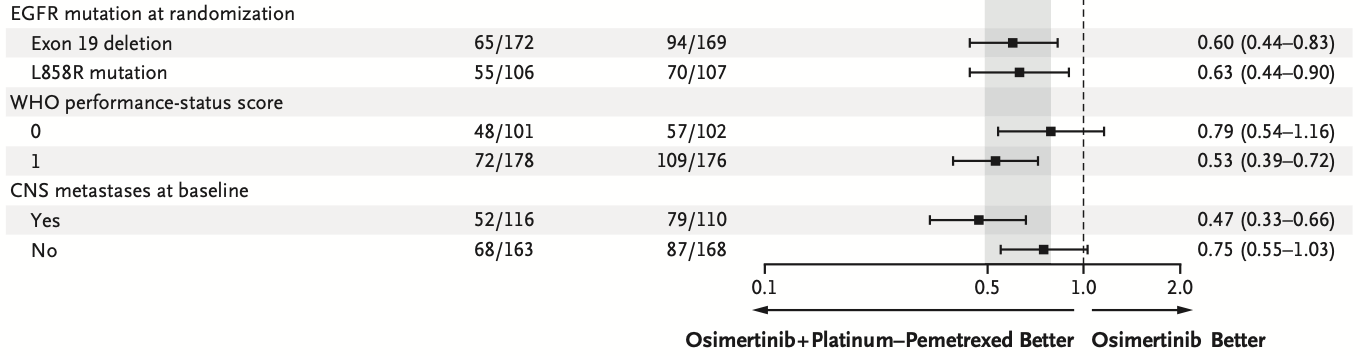 EGFR mutation at randomization
Exon 19 deletion 65/172 94/169 0.60 (0.44–0.83)
L858R mutation 55/106 70/107 0.63 (0.44–0.90)
WHO performance-status score
0 48/101 57/102 0.79 (0.54–1.16)
1 72/178 109/176 0.53 (0.39–0.72)
CNS metastases at baseline
Yes 52/116 79/110 0.47 (0.33–0.66)
No 68/163 87/168 0.75 (0.55–1.03)
0.1 0.5 1.0 2.0
Osimertinib+Platinum–Pemetrexed Better Osimertinib Better